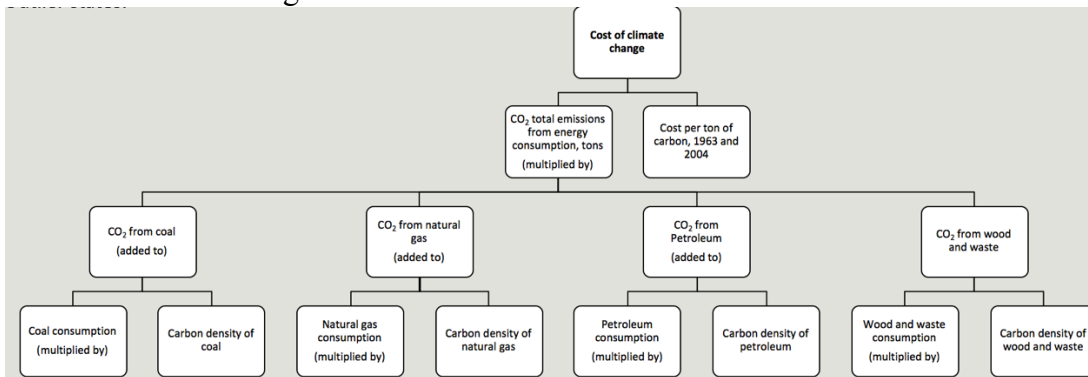 Cost of climate
change
CO₂ total emissions
from energy
consumption, tons
(multiplied by)
Cost per ton of
carbon, 1963 and
2004
CO₂ from coal
(added to)
CO₂ from natural
gas
(added to)
CO₂ from
Petroleum
(added to)
CO₂ from wood
and waste
Coal consumption
(multiplied by)
Carbon density of
coal
Natural gas
consumption
(multiplied by)
Carbon density of
natural gas
Petroleum
consumption
(multiplied by)
Carbon density of
petroleum
Wood and waste
consumption
(multiplied by)
Carbon density of
wood and waste